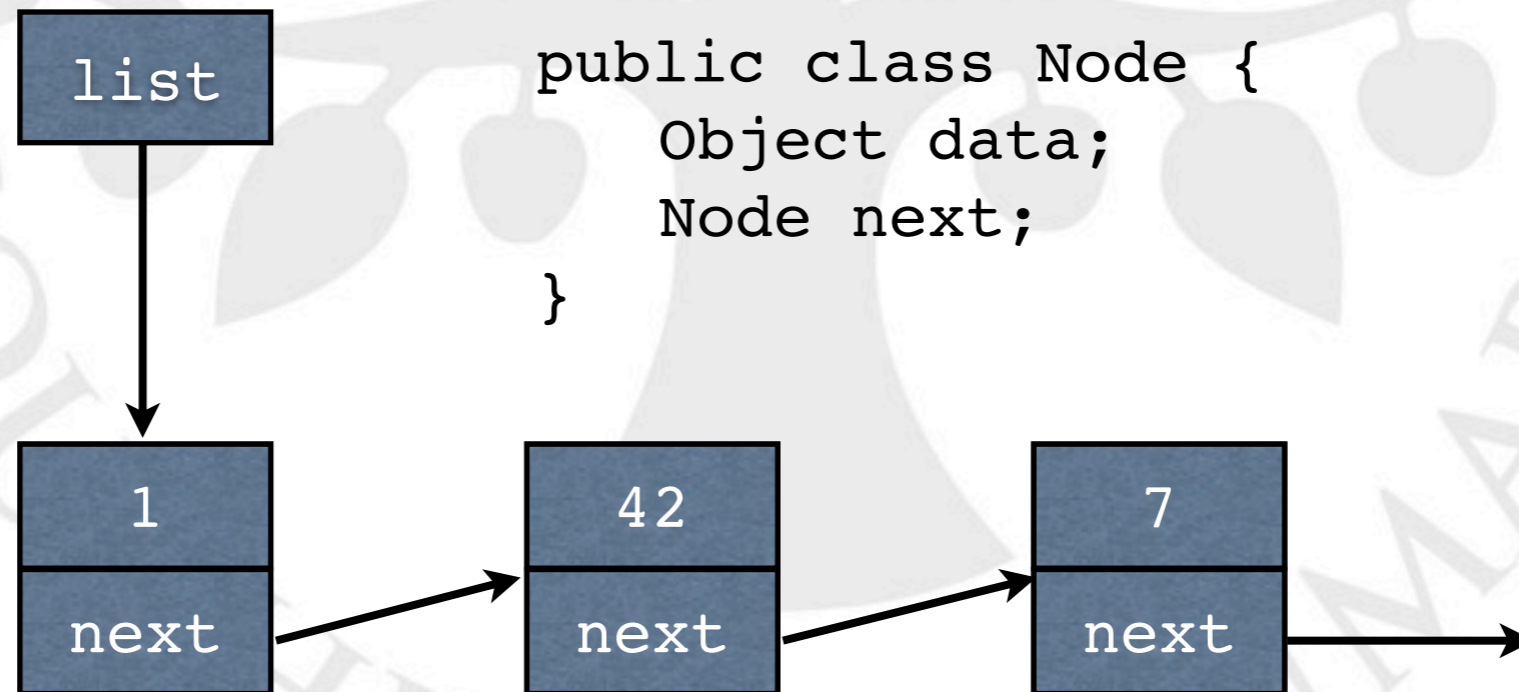 list
public class Node {
Object data;
Node next;
}
1
42
7
next
next
next